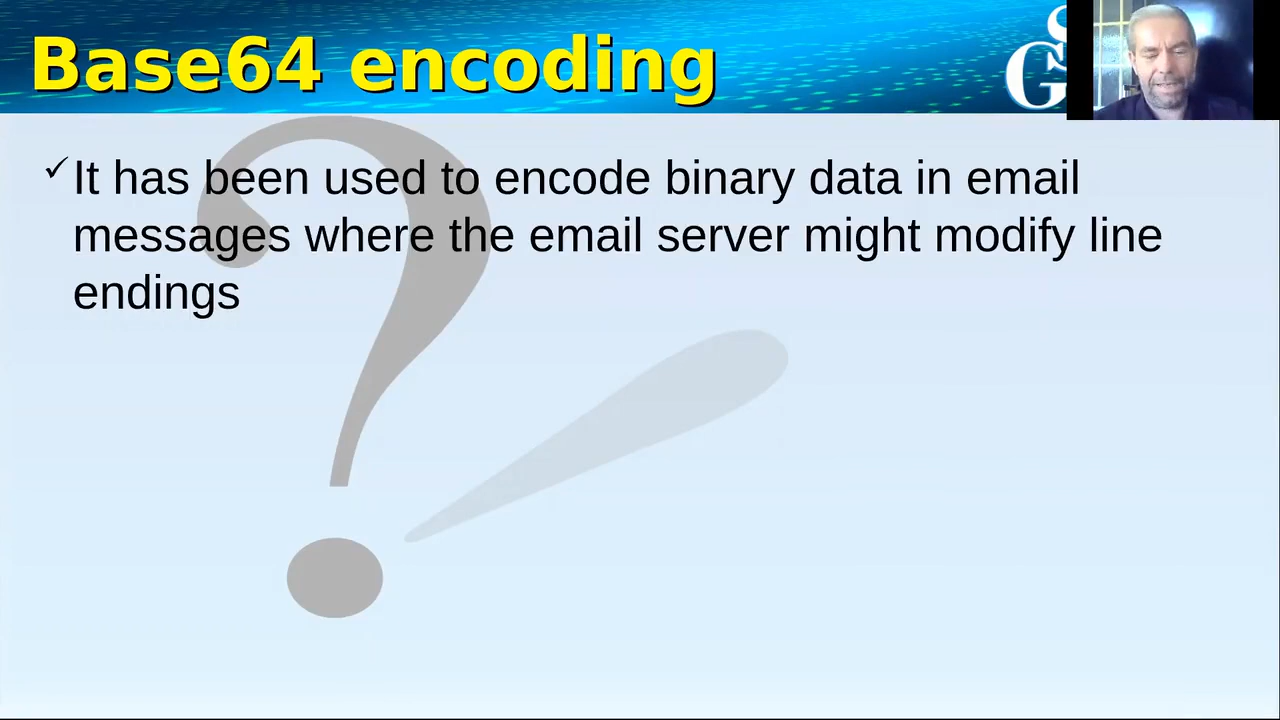 Base64 encoding
✓It has been used to encode binary data in email
messages where the email server might modify line
endings